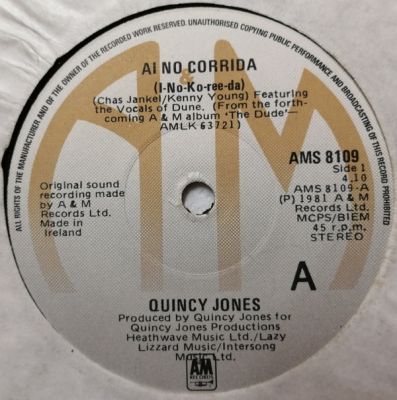 ALL RIGHTS OF THE MANUFACTURER AND OF THE OWNER OF THE RECORDED WORK RESERVED. UNAUTHORISED COPYING PUBLIC PERFORMANCE AND BROADCASTING OF THIS RECORD PROHIBITED
A&M
AI NO CORRIDA
(I-No-Ko-ree-da)
(Chas Jankel/Kenny Young) Featuring
the Vocals of Dune. (From the forth-
coming A & M album 'The Dude'—
AMLK 63721)
AMS 8109
Side 1
4.10
AMS 8109-A
(P) 1981 A & M
Records Ltd.
MCPS/BIEM
45 r.p.m.
STEREO
Original sound
recording made
by A & M
Records Ltd.
Made in
Ireland
A
QUINCY JONES
Produced by Quincy Jones for
Quincy Jones Productions
Heathwave Music Ltd./Lazy
Lizzard Music/Intersong
Music Ltd.
AM
RECORDS